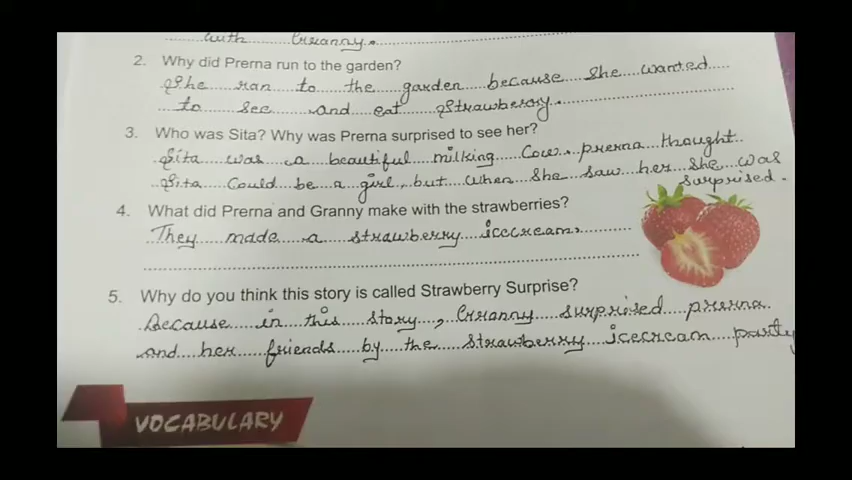 with Granny.
2. Why did Prerna run to the garden?
She ran to the garden because she wanted
to see and eat Strawberry.
3. Who was Sita? Why was Prerna surprised to see her?
Sita was a beautiful milking Cow. prerna thought
Sita Could be a girl, but when She saw her she was
surprised.
4. What did Prerna and Granny make with the strawberries?
They made a strawberry icecream.
5. Why do you think this story is called Strawberry Surprise?
Because in this story, Granny surprised prerna
and her friends by the strawberry icecream party
VOCABULARY